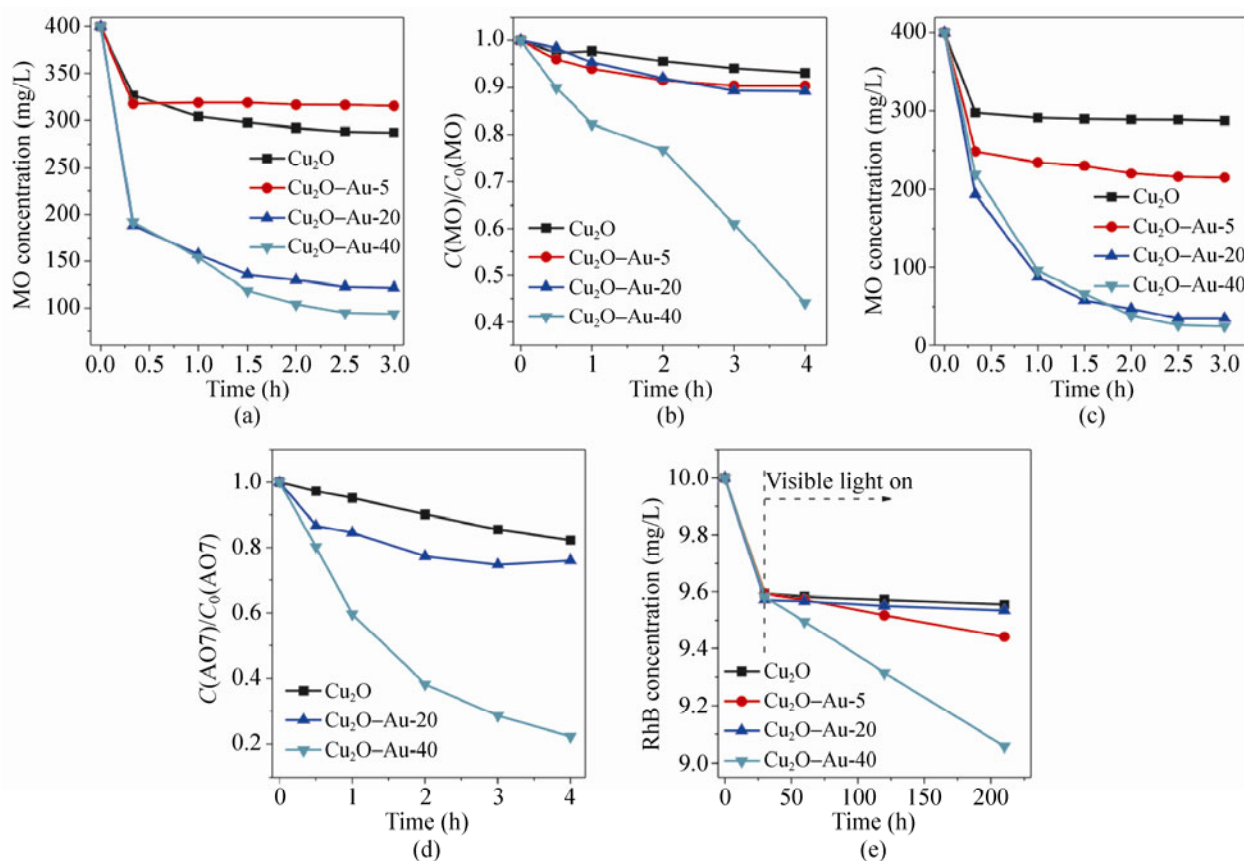 400
350
300
250
200
150
100
MO concentration (mg/L)
Cu₂O
Cu₂O–Au-5
Cu₂O–Au-20
Cu₂O–Au-40
0.0 0.5 1.0 1.5 2.0 2.5 3.0
Time (h)
(a)
1.0
0.9
0.8
0.7
0.6
0.5
0.4
C(MO)/C₀(MO)
Cu₂O
Cu₂O–Au-5
Cu₂O–Au-20
Cu₂O–Au-40
0 1 2 3 4
Time (h)
(b)
400
300
200
100
0
MO concentration (mg/L)
Cu₂O
Cu₂O–Au-5
Cu₂O–Au-20
Cu₂O–Au-40
0.0 0.5 1.0 1.5 2.0 2.5 3.0
Time (h)
(c)
1.0
0.8
0.6
0.4
0.2
C(AO7)/C₀(AO7)
Cu₂O
Cu₂O–Au-20
Cu₂O–Au-40
0 1 2 3 4
Time (h)
(d)
10.0
9.8
9.6
9.4
9.2
9.0
RhB concentration (mg/L)
Visible light on
Cu₂O
Cu₂O–Au-5
Cu₂O–Au-20
Cu₂O–Au-40
0 50 100 150 200
Time (h)
(e)